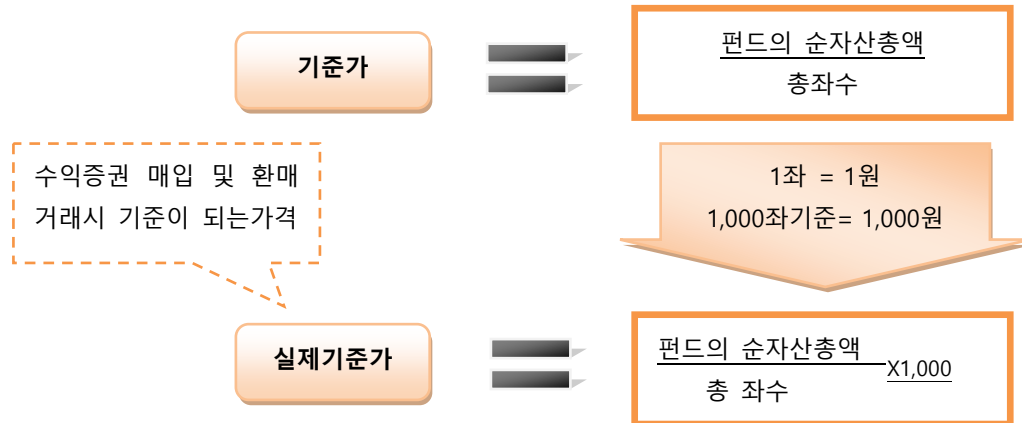 기준가
펀드의 순자산총액
총좌수
수익증권 매입 및 환매
거래시 기준이 되는가격
1좌 = 1원
1,000좌기준= 1,000원
실제기준가
펀드의 순자산총액
X1,000
총 좌수